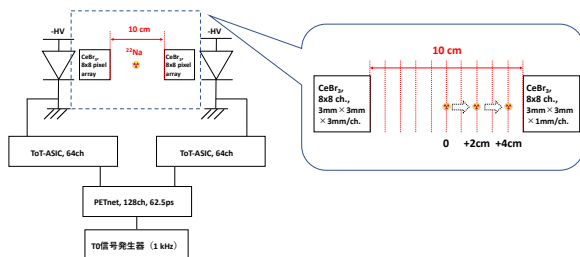 -HV
10 cm
-HV
²²Na
CeBr₃,
8x8 pixel
array
CeBr₃,
8x8 pixel
array
ToT-ASIC, 64ch
ToT-ASIC, 64ch
PETnet, 128ch, 62.5ps
T0信号発生器（1 kHz）
10 cm
CeBr₃,
8x8 ch.,
3mm×3mm
×3mm/ch.
CeBr₃,
8x8 ch.,
3mm×3mm
×1mm/ch.
0
+2cm
+4cm